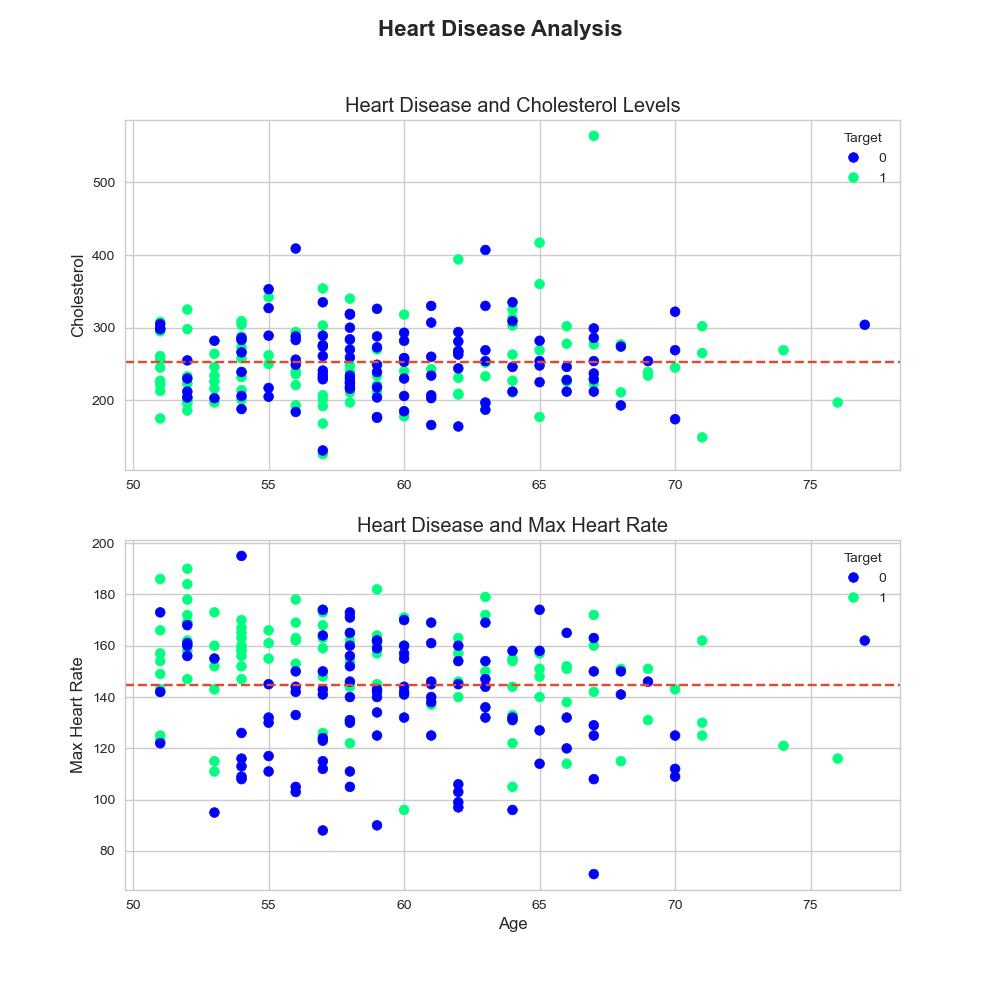 Heart Disease Analysis
Heart Disease and Cholesterol Levels
Target
0
1
Cholesterol
500
400
300
200
50 55 60 65 70 75
Heart Disease and Max Heart Rate
Target
0
1
Max Heart Rate
200
180
160
140
120
100
80
50 55 60 65 70 75
Age